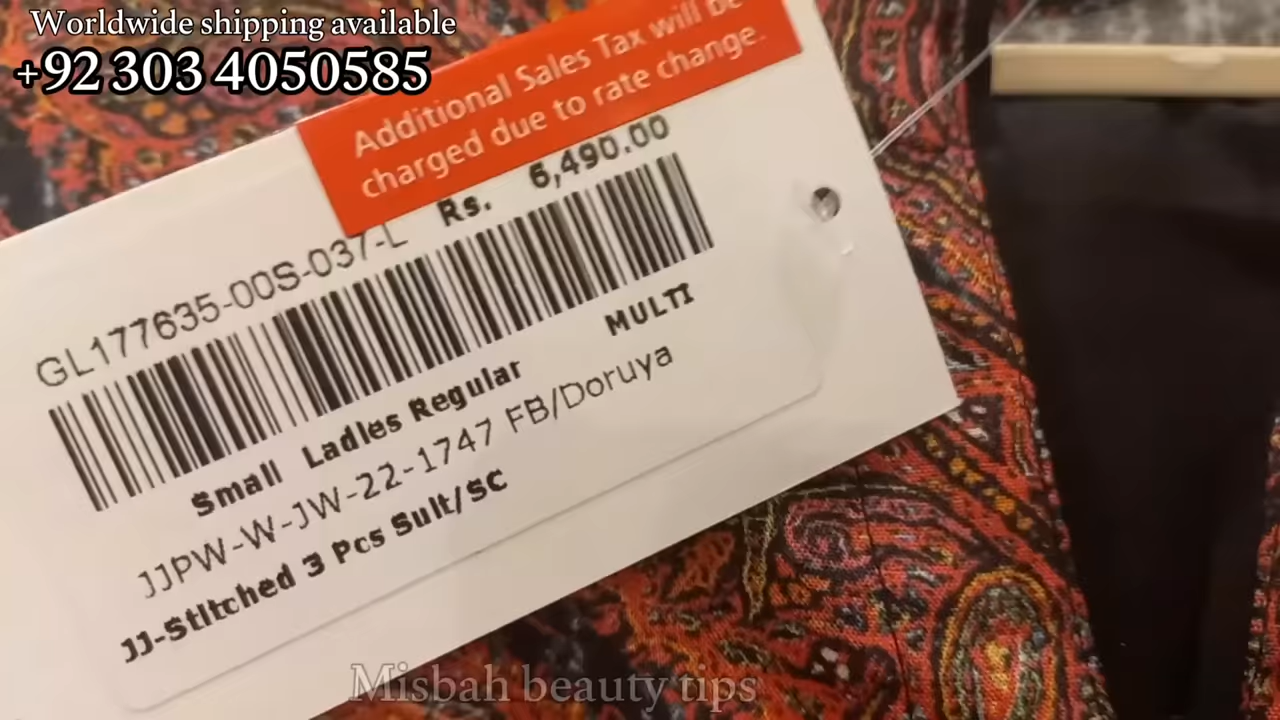 Worldwide shipping available
+92 303 4050585
Additional Sales Tax will be
charged due to rate change.
Rs. 6,490.00
GL177635-00S-037-L
Small Ladies Regular MULTI
JJPW-W-JW-22-1747 FB/Doruya
JJ-Stitched 3 Pcs Suit/SC
Misbah beauty tips